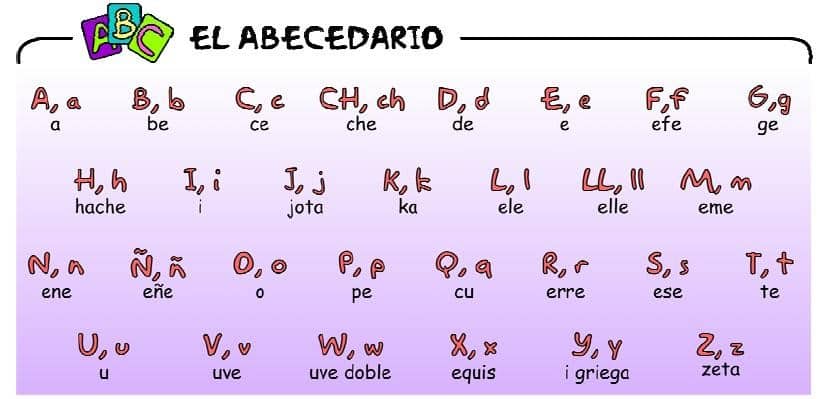 ABC EL ABECEDARIO
A, a B, b C, c CH, ch D, d E, e F,f G,g
a be ce che de e efe ge
H, h I, i J, j K, k L, l LL, ll M, m
hache i jota ka ele elle eme
N, n Ñ, ñ O, o P, p Q, q R, r S, s T, t
ene eñe o pe cu erre ese te
U, u V, v W, w X, x Y, y Z, z
u uve uve doble equis i griega zeta